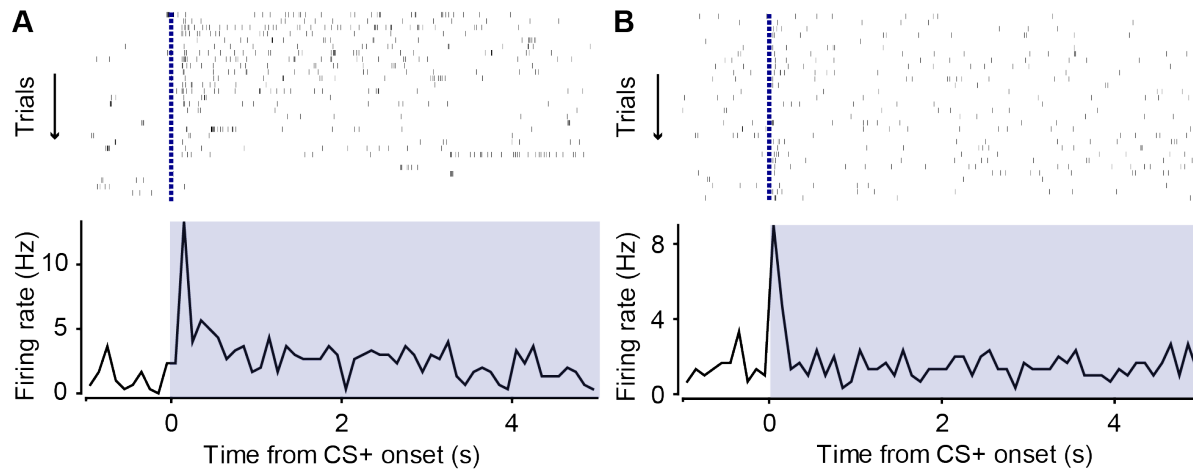 A
Trials
Firing rate (Hz)
10
5
0
0
2
4
Time from CS+ onset (s)
B
Trials
Firing rate (Hz)
8
4
0
0
2
4
Time from CS+ onset (s)